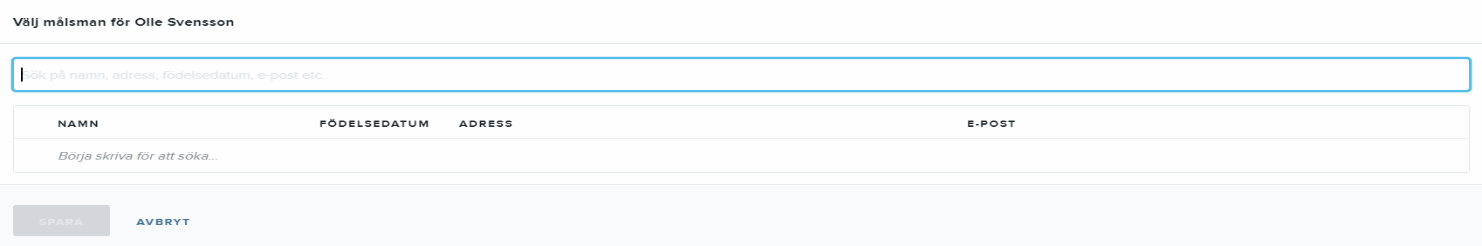 Välj målsman för Olle Svensson
Sök på namn, adress, födelsedatum, e-post etc.
NAMN FÖDELSEDATUM ADRESS E-POST
Börja skriva för att söka...
SPARA AVBRYT